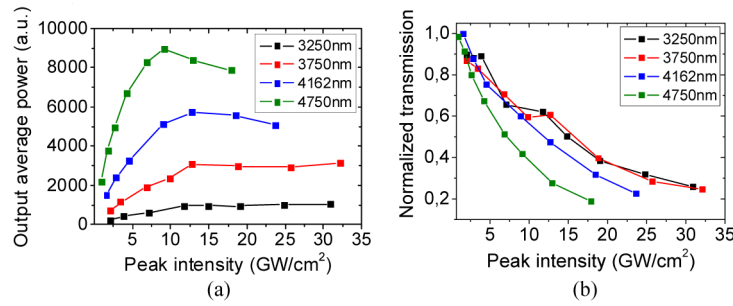 (a)
Output average power (a.u.)
10000
8000
6000
4000
2000
0
3250nm
3750nm
4162nm
4750nm
5 10 15 20 25 30 35
Peak intensity (GW/cm²)
(a)
(b)
Normalized transmission
1,0
0,8
0,6
0,4
0,2
3250nm
3750nm
4162nm
4750nm
5 10 15 20 25 30 35
Peak intensity (GW/cm²)
(b)